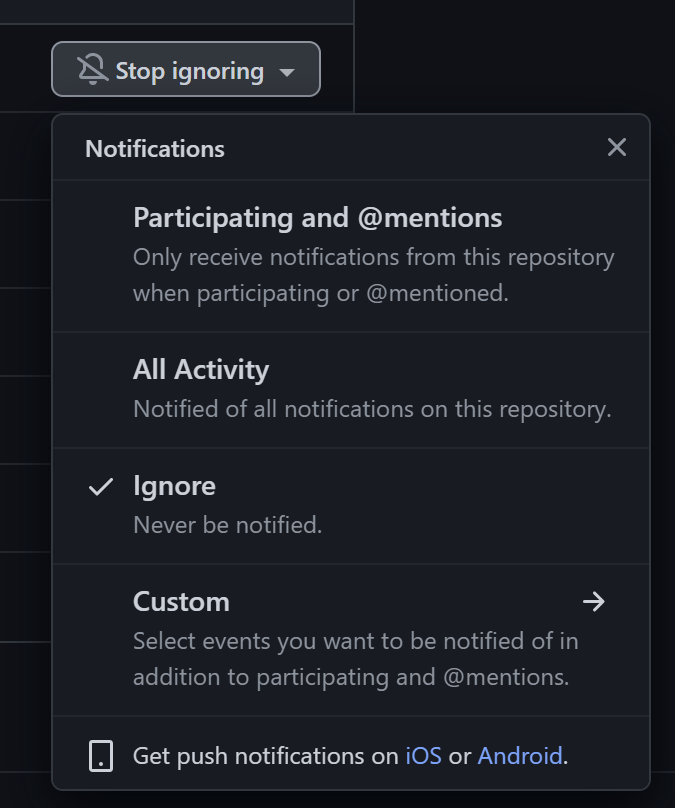 Stop ignoring
Notifications
Participating and @mentions
Only receive notifications from this repository
when participating or @mentioned.
All Activity
Notified of all notifications on this repository.
Ignore
Never be notified.
Custom
Select events you want to be notified of in
addition to participating and @mentions.
Get push notifications on iOS or Android.